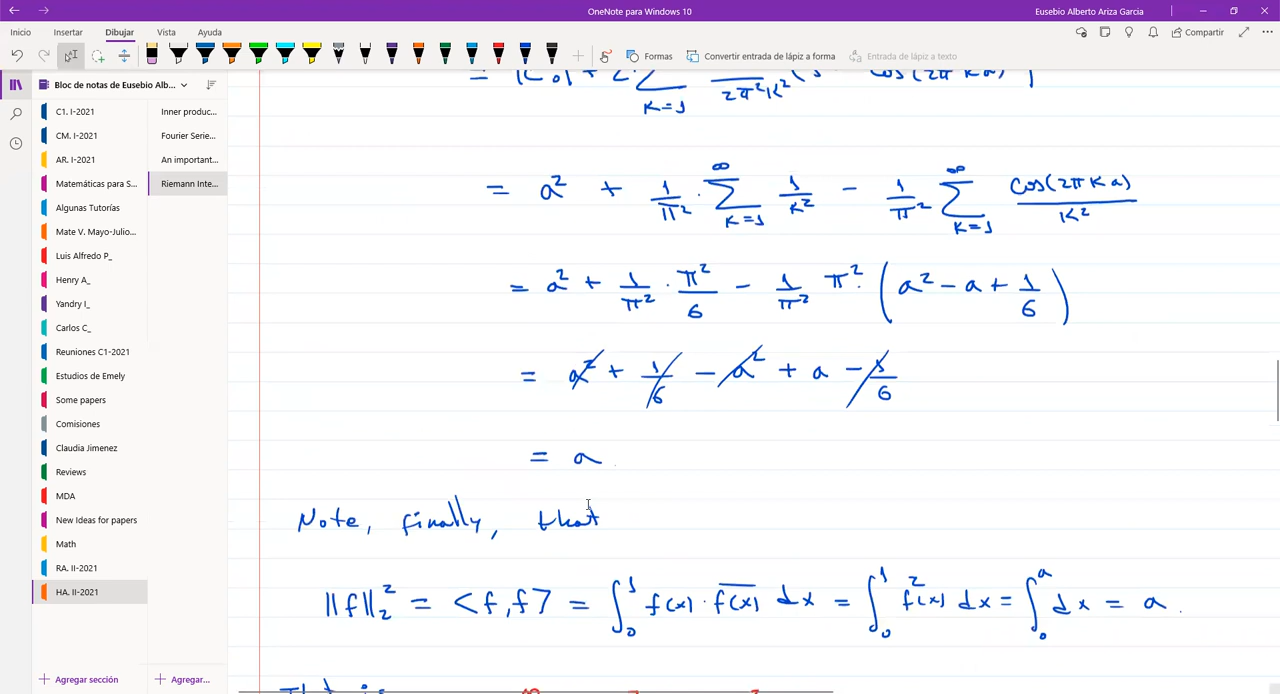 OneNote para Windows 10
Eusebio Alberto Ariza Garcia
Inicio Insertar Dibujar Vista Ayuda
Compartir
Formas
Convertir entrada de lápiz a forma
Entrada de lápiz a texto
Bloc de notas de Eusebio Alb...
C1. I-2021
CM. I-2021
AR. I-2021
Matemáticas para S...
Algunas Tutorías
Mate V. Mayo-Julio...
Luis Alfredo P_
Henry A_
Yandry I_
Carlos C_
Reuniones C1-2021
Estudios de Emely
Some papers
Comisiones
Claudia Jimenez
Reviews
MDA
New Ideas for papers
Math
RA. II-2021
HA. II-2021
Agregar sección
Inner produc...
Fourier Serie...
An important...
Riemann Inte...
Agregar...
= a² + 1/π² · ∑_{k=1}^∞ 1/k² − 1/π² ∑_{k=1}^∞ cos(2πka)/k²
= a² + 1/π² · π²/6 − 1/π² π² · (a² − a + 1/6)
= a² + 1/6 − a² + a − 1/6
= a
Note, finally, that
||f||₂² = <f,f> = ∫₀¹ f(x) · f̅(̅x̅)̅ dx = ∫₀¹ f²(x) dx = ∫₀ᵃ dx = a.